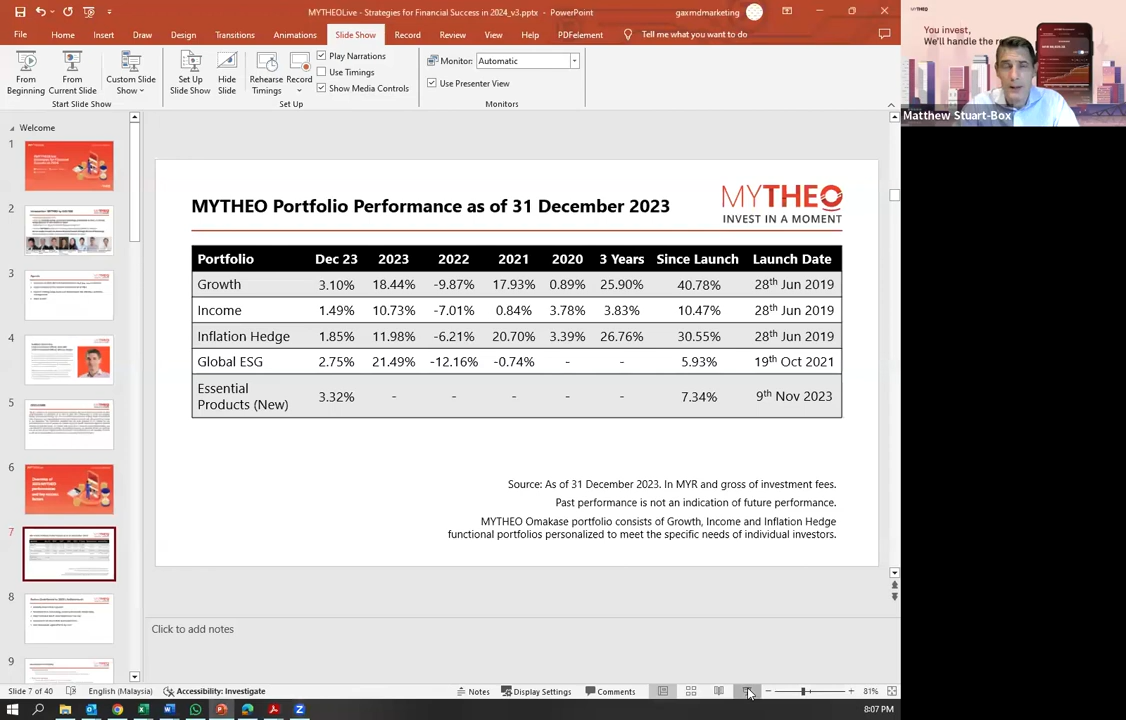 MYTHEOLive - Strategies for Financial Success in 2024_v3.pptx - PowerPoint
gaxmdmarketing
File Home Insert Draw Design Transitions Animations Slide Show Record Review View Help PDFelement Tell me what you want to do
From Beginning
From Current Slide
Custom Slide Show
Start Slide Show
Set Up Slide Show
Hide Slide
Rehearse Timings
Record
Play Narrations
Use Timings
Show Media Controls
Set Up
Monitor: Automatic
Use Presenter View
Monitors
You invest,
We'll handle the
Matthew Stuart-Box
Welcome
1
2
3
4
5
6
7
8
9
MYTHEO Portfolio Performance as of 31 December 2023
MYTHEO
INVEST IN A MOMENT
Portfolio Dec 23 2023 2022 2021 2020 3 Years Since Launch Launch Date
Growth 3.10% 18.44% -9.87% 17.93% 0.89% 25.90% 40.78% 28th Jun 2019
Income 1.49% 10.73% -7.01% 0.84% 3.78% 3.83% 10.47% 28th Jun 2019
Inflation Hedge 1.85% 11.98% -6.21% 20.70% 3.39% 26.76% 30.55% 28th Jun 2019
Global ESG 2.75% 21.49% -12.16% -0.74% - - 5.93% 19th Oct 2021
Essential
Products (New) 3.32% - - - - - 7.34% 9th Nov 2023
Source: As of 31 December 2023. In MYR and gross of investment fees.
Past performance is not an indication of future performance.
MYTHEO Omakase portfolio consists of Growth, Income and Inflation Hedge
functional portfolios personalized to meet the specific needs of individual investors.
Click to add notes
Slide 7 of 40 English (Malaysia) Accessibility: Investigate Notes Display Settings Comments 81%
8:07 PM